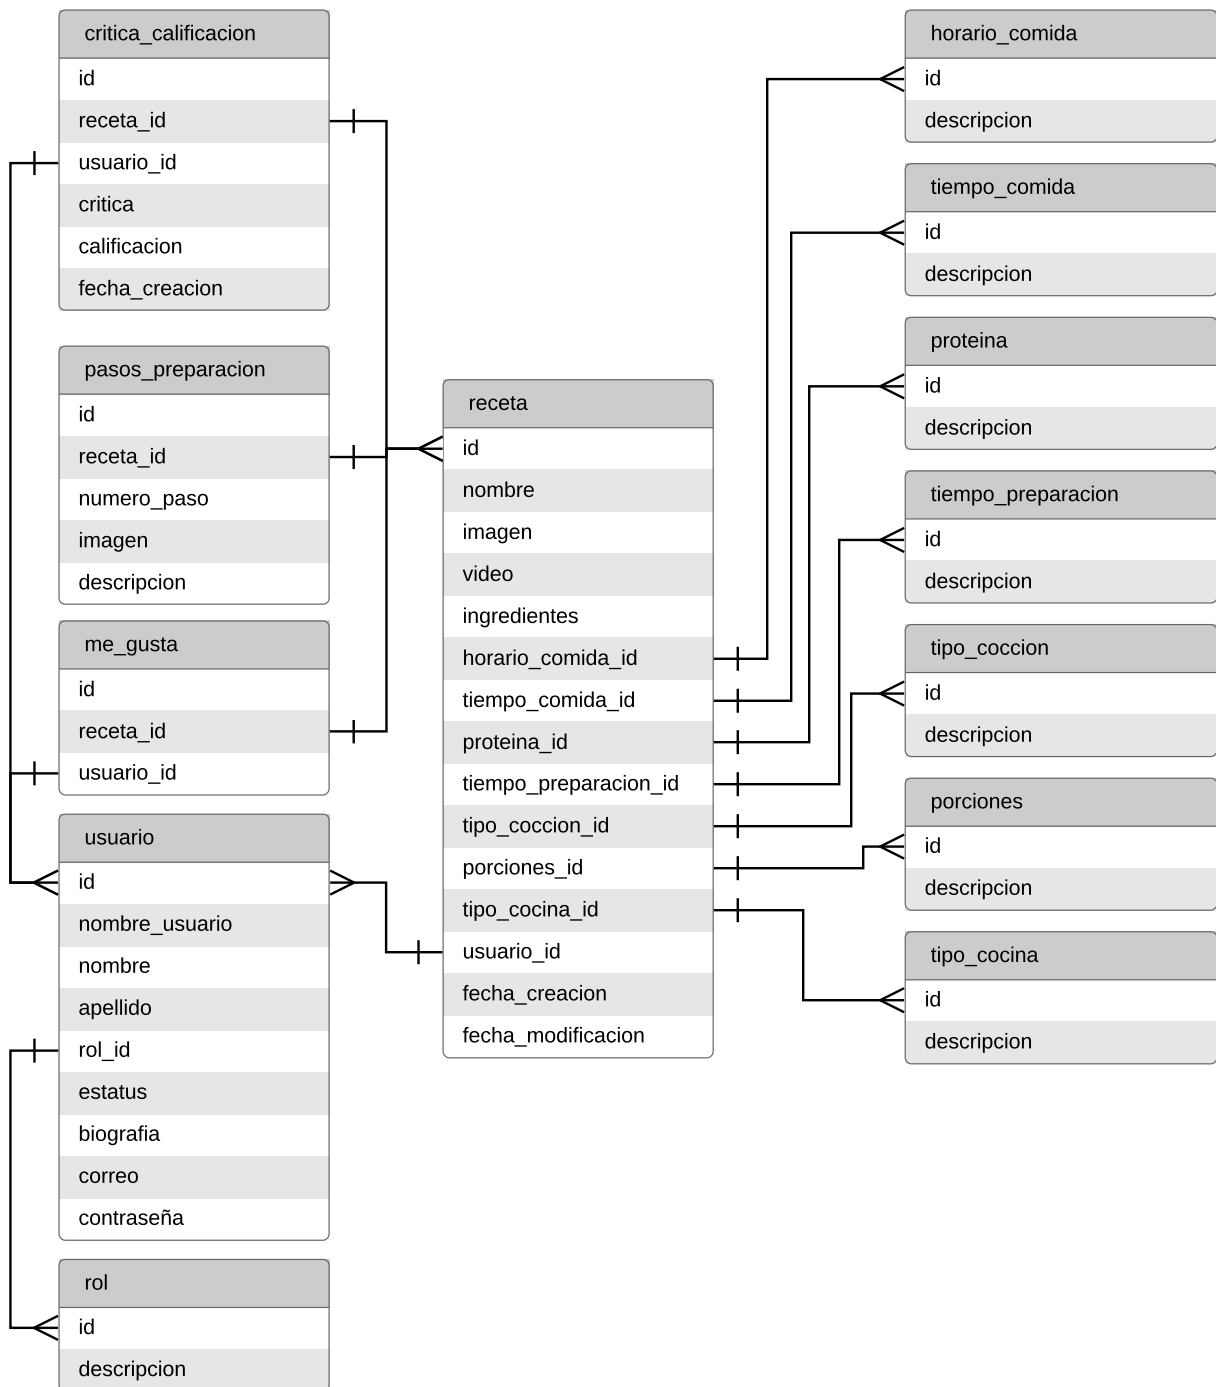 critica_calificacion
id
receta_id
usuario_id
critica
calificacion
fecha_creacion
pasos_preparacion
id
receta_id
numero_paso
imagen
descripcion
me_gusta
id
receta_id
usuario_id
usuario
id
nombre_usuario
nombre
apellido
rol_id
estatus
biografia
correo
contraseña
rol
id
descripcion
receta
id
nombre
imagen
video
ingredientes
horario_comida_id
tiempo_comida_id
proteina_id
tiempo_preparacion_id
tipo_coccion_id
porciones_id
tipo_cocina_id
usuario_id
fecha_creacion
fecha_modificacion
horario_comida
id
descripcion
tiempo_comida
id
descripcion
proteina
id
descripcion
tiempo_preparacion
id
descripcion
tipo_coccion
id
descripcion
porciones
id
descripcion
tipo_cocina
id
descripcion